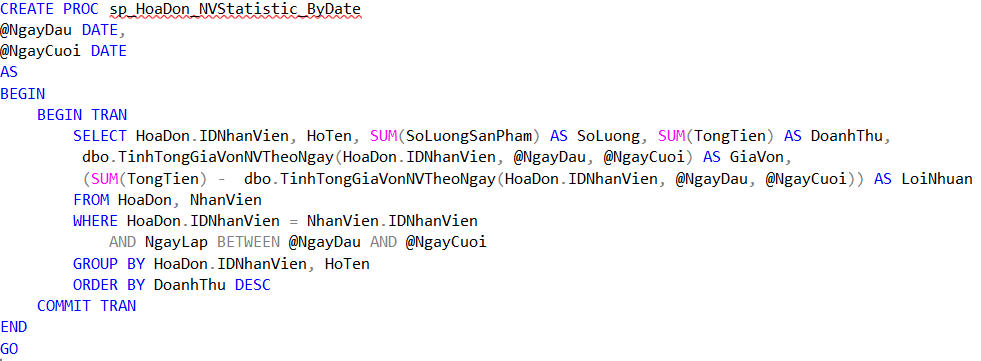 CREATE PROC sp_HoaDon_NVStatistic_ByDate
@NgayDau DATE,
@NgayCuoi DATE
AS
BEGIN
    BEGIN TRAN
        SELECT HoaDon.IDNhanVien, HoTen, SUM(SoLuongSanPham) AS SoLuong, SUM(TongTien) AS DoanhThu,
         dbo.TinhTongGiaVonNVTheoNgay(HoaDon.IDNhanVien, @NgayDau, @NgayCuoi) AS GiaVon,
         (SUM(TongTien) -  dbo.TinhTongGiaVonNVTheoNgay(HoaDon.IDNhanVien, @NgayDau, @NgayCuoi)) AS LoiNhuan
        FROM HoaDon, NhanVien
        WHERE HoaDon.IDNhanVien = NhanVien.IDNhanVien
            AND NgayLap BETWEEN @NgayDau AND @NgayCuoi
        GROUP BY HoaDon.IDNhanVien, HoTen
        ORDER BY DoanhThu DESC
    COMMIT TRAN
END
GO